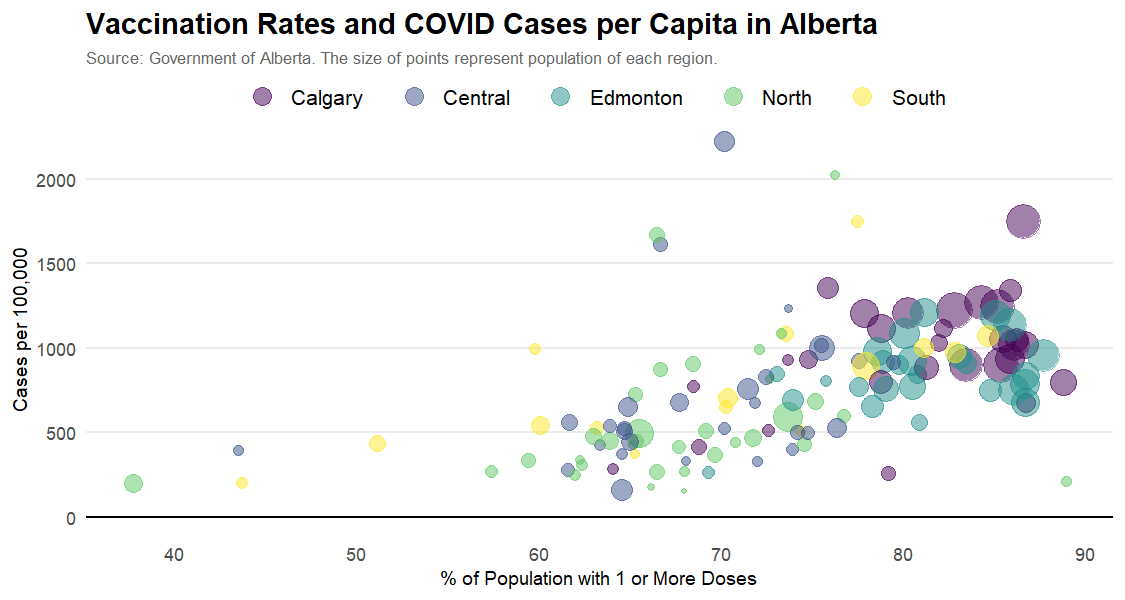 Vaccination Rates and COVID Cases per Capita in Alberta
Source: Government of Alberta. The size of points represent population of each region.
Calgary Central Edmonton North South
Cases per 100,000
2000
1500
1000
500
0
40 50 60 70 80 90
% of Population with 1 or More Doses